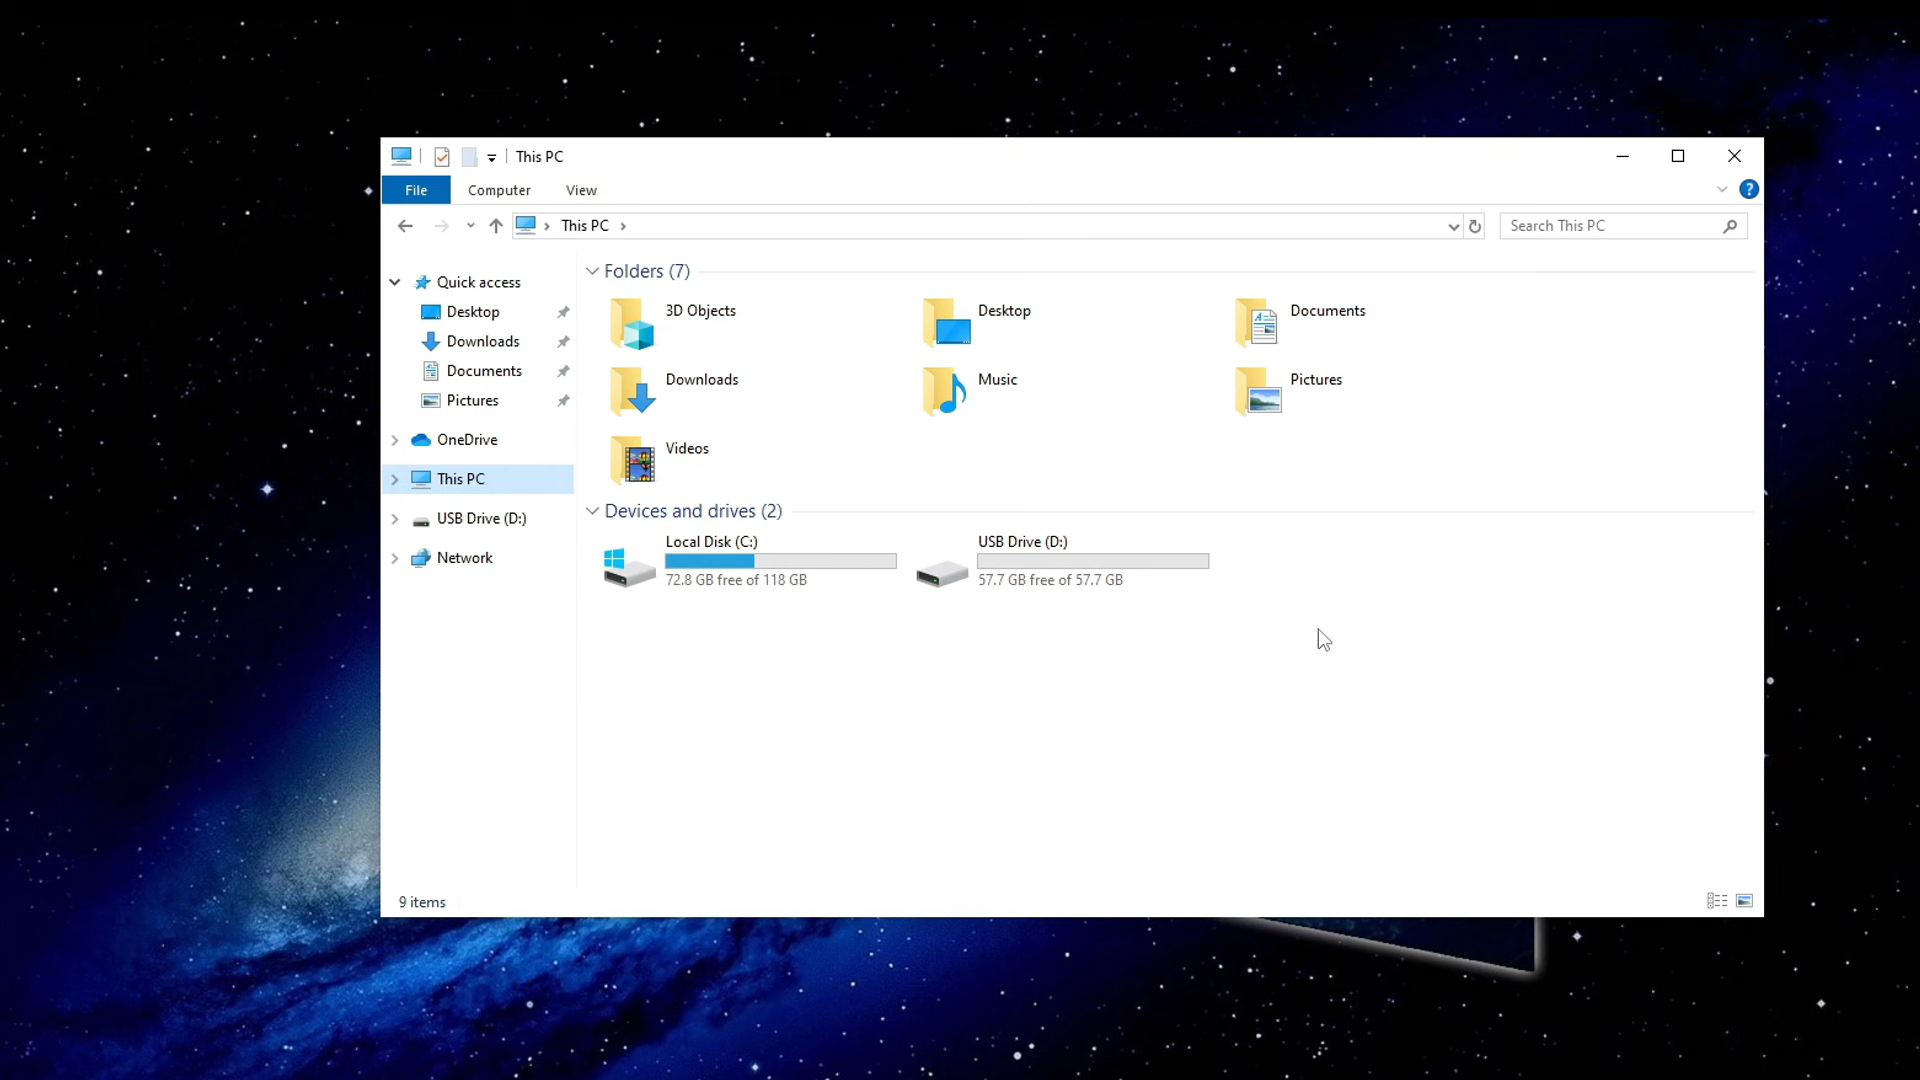 This PC
File Computer View
This PC
Search This PC
Quick access
Desktop
Downloads
Documents
Pictures
OneDrive
This PC
USB Drive (D:)
Network
Folders (7)
3D Objects
Desktop
Documents
Downloads
Music
Pictures
Videos
Devices and drives (2)
Local Disk (C:)
72.8 GB free of 118 GB
USB Drive (D:)
57.7 GB free of 57.7 GB
9 items